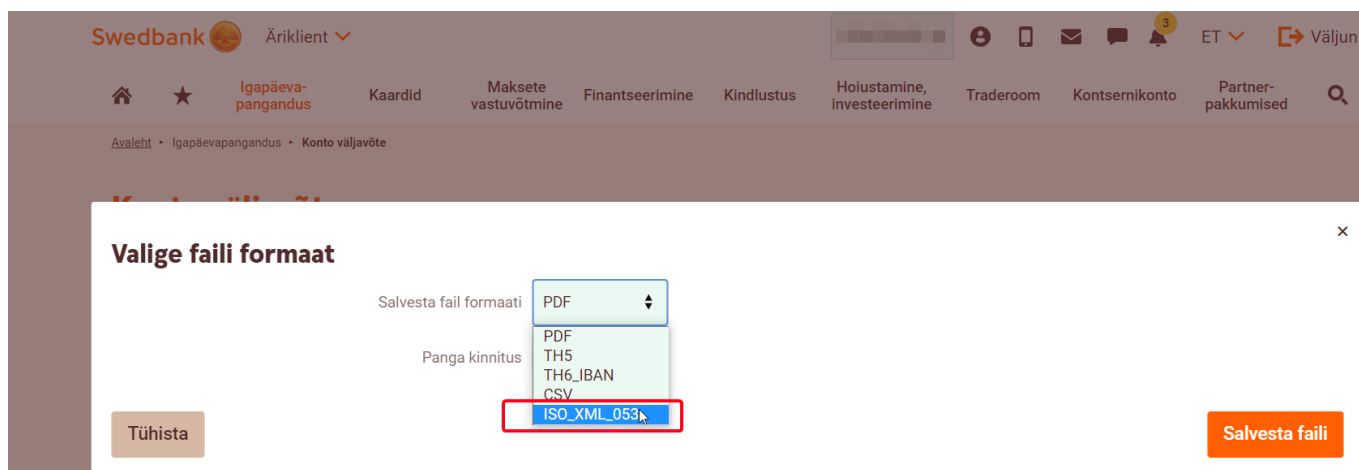 Swedbank Äriklient
3
ET Väljun
Igapäeva-
pangandus
Kaardid
Maksete
vastuvõtmine
Finantseerimine
Kindlustus
Hoiustamine,
investeerimine
Traderoom
Kontsernikonto
Partner-
pakkumised
Avaleht ‣ Igapäevapangandus ‣ Konto väljavõte
Valige faili formaat
×
Salvesta fail formaati PDF
PDF
Panga kinnitus TH5
TH6_IBAN
CSV
ISO_XML_053
Tühista
Salvesta faili